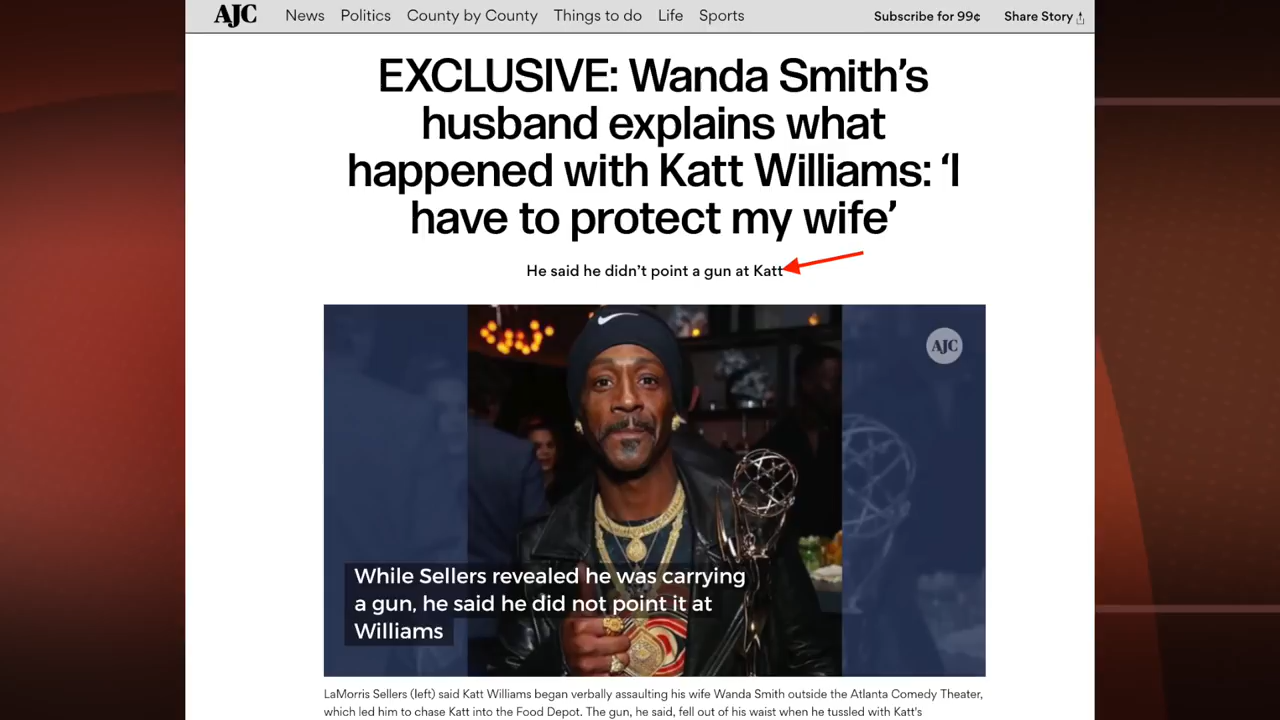 AJC News Politics County by County Things to do Life Sports Subscribe for 99¢ Share Story
EXCLUSIVE: Wanda Smith’s
husband explains what
happened with Katt Williams: ‘I
have to protect my wife’
He said he didn’t point a gun at Katt
AJC
While Sellers revealed he was carrying
a gun, he said he did not point it at
Williams
LaMorris Sellers (left) said Katt Williams began verbally assaulting his wife Wanda Smith outside the Atlanta Comedy Theater,
which led him to chase Katt into the Food Depot. The gun, he said, fell out of his waist when he tussled with Katt's